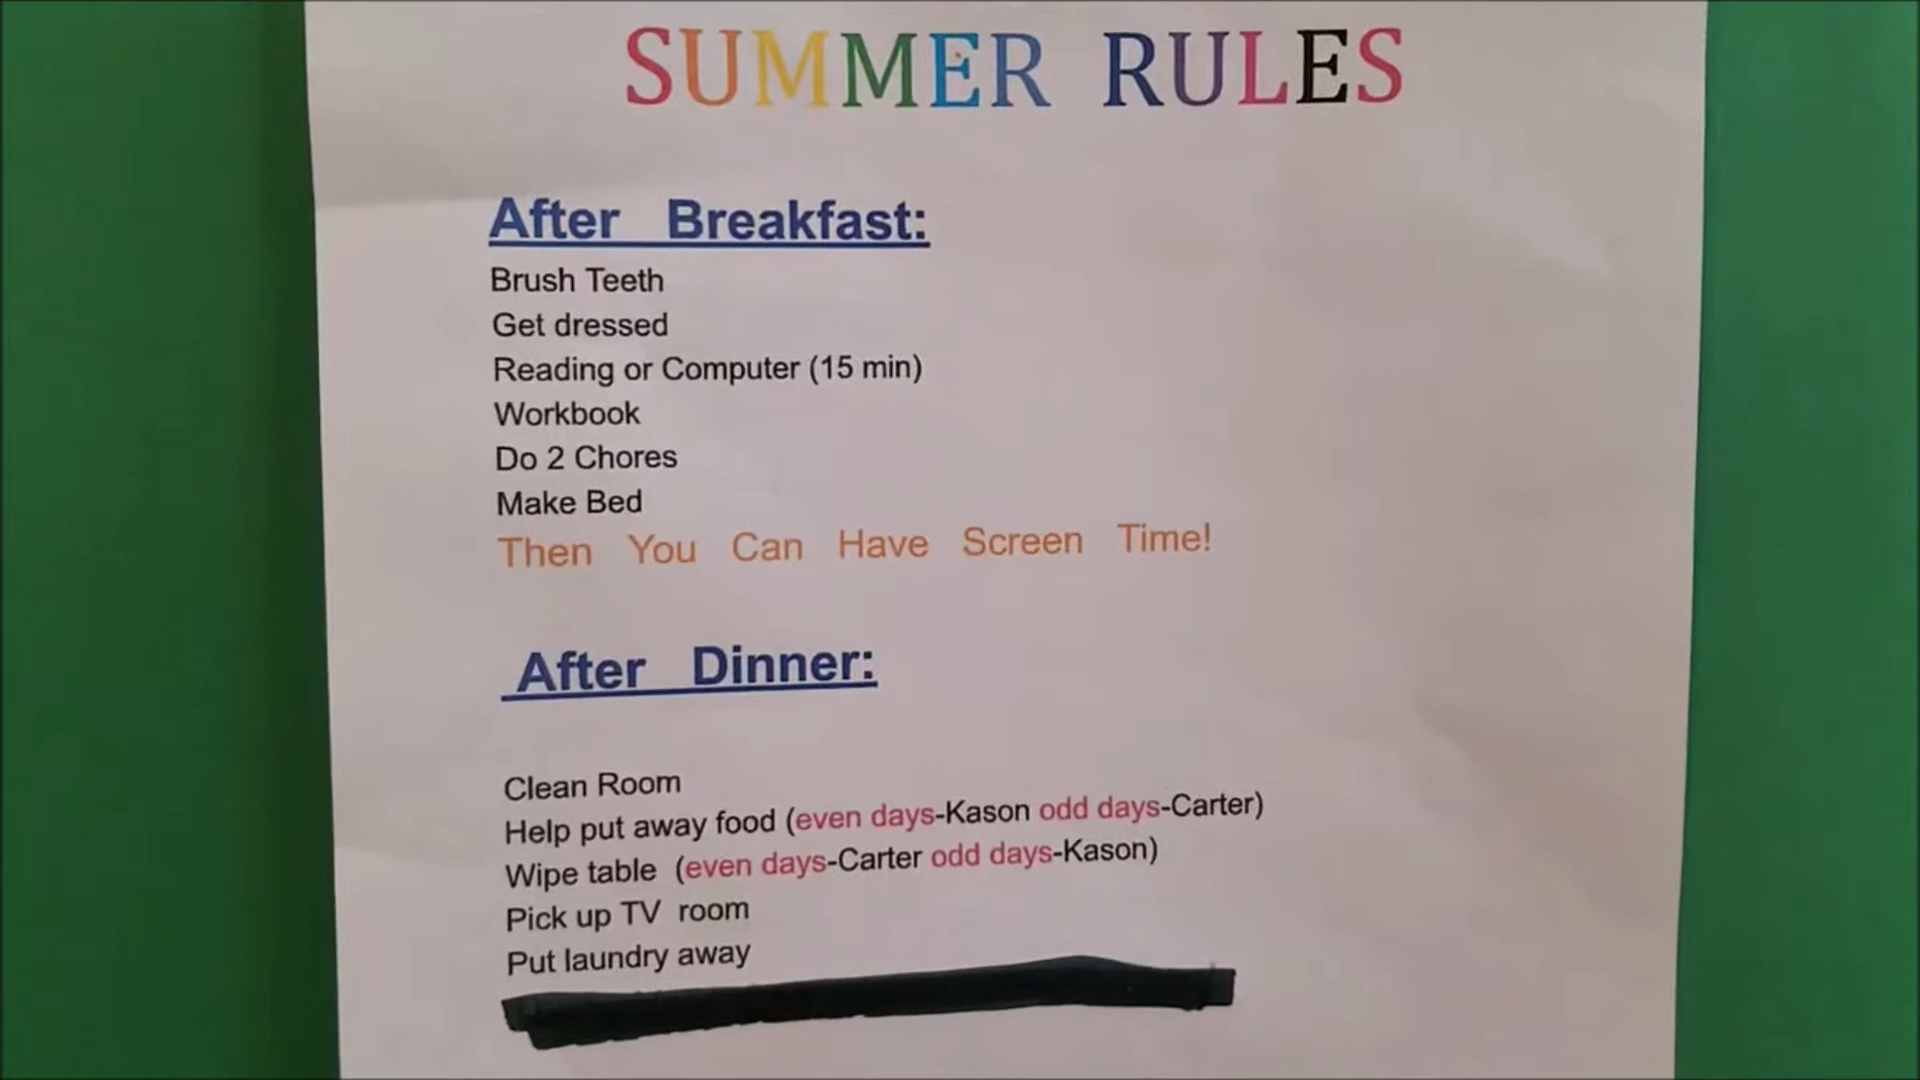 SUMMER RULES
After Breakfast:
Brush Teeth
Get dressed
Reading or Computer (15 min)
Workbook
Do 2 Chores
Make Bed
Then You Can Have Screen Time!
After Dinner:
Clean Room
Help put away food (even days-Kason odd days-Carter)
Wipe table (even days-Carter odd days-Kason)
Pick up TV room
Put laundry away